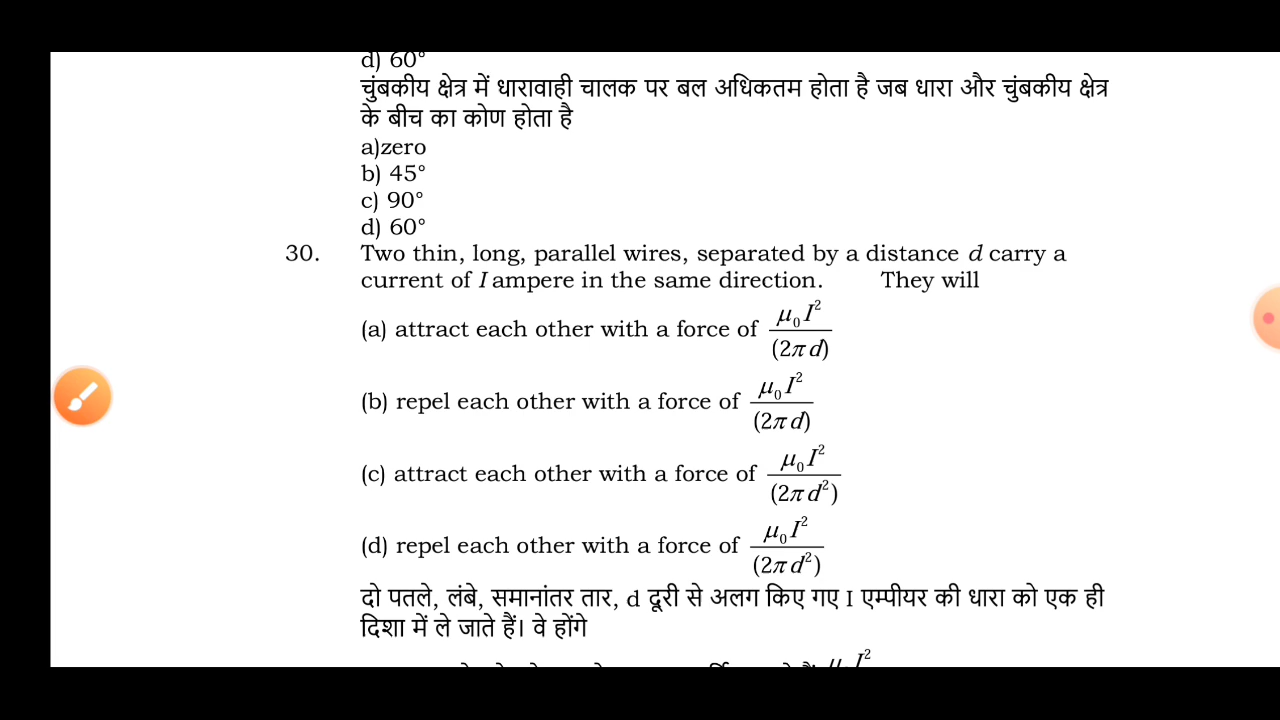 d) 60°
चुंबकीय क्षेत्र में धारावाही चालक पर बल अधिकतम होता है जब धारा और चुंबकीय क्षेत्र
के बीच का कोण होता है
a)zero
b) 45°
c) 90°
d) 60°
30. Two thin, long, parallel wires, separated by a distance d carry a
current of I ampere in the same direction. They will
(a) attract each other with a force of μ₀I²/(2πd)
(b) repel each other with a force of μ₀I²/(2πd)
(c) attract each other with a force of μ₀I²/(2πd²)
(d) repel each other with a force of μ₀I²/(2πd²)
दो पतले, लंबे, समानांतर तार, d दूरी से अलग किए गए I एम्पीयर की धारा को एक ही
दिशा में ले जाते हैं। वे होंगे